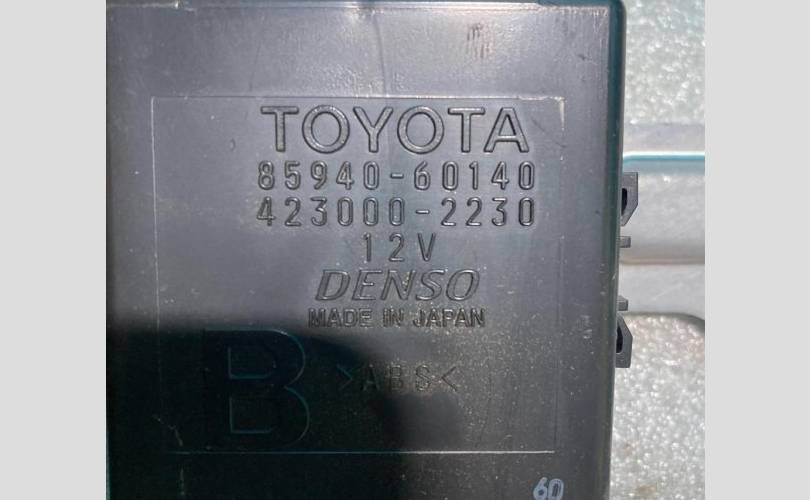 TOYOTA
85940-60140
423000-2230
12V
DENSO
MADE IN JAPAN
B
>ABS<
60